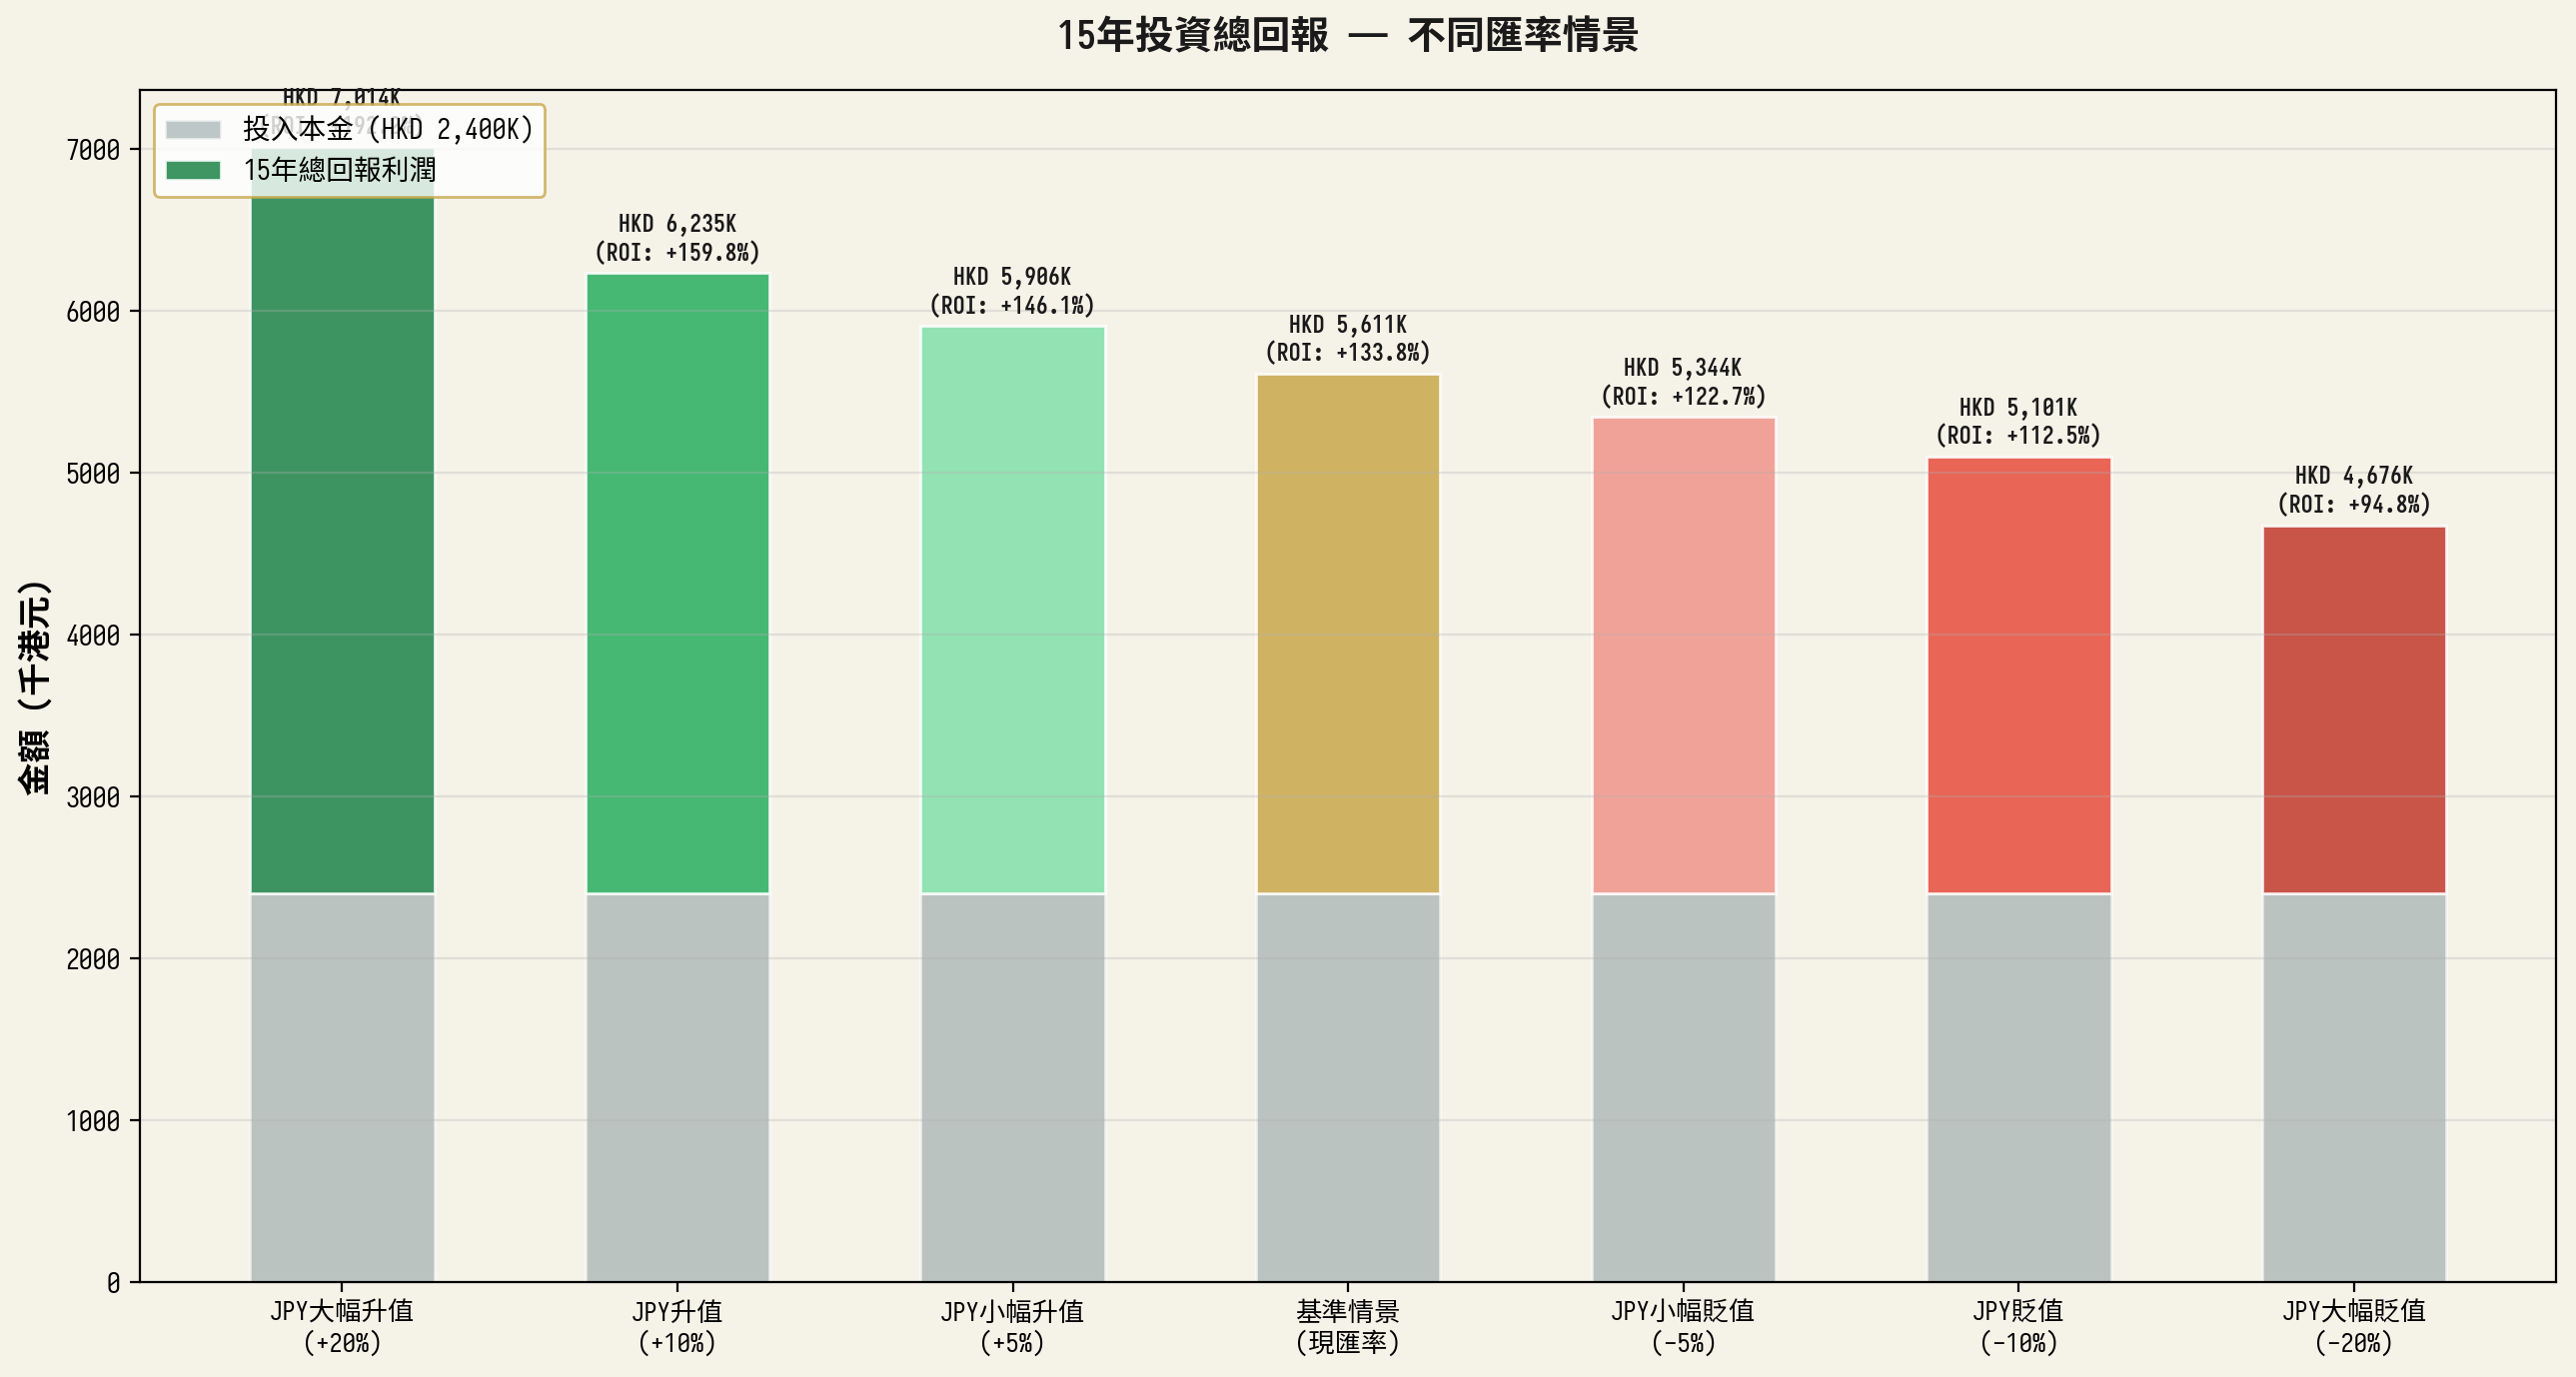 15年投資總回報 — 不同匯率情景
HKD 7,014K
投入本金 (HKD 2,400K)
15年總回報利潤
HKD 6,235K
(ROI: +159.8%)
HKD 5,906K
(ROI: +146.1%)
HKD 5,611K
(ROI: +133.8%)
HKD 5,344K
(ROI: +122.7%)
HKD 5,101K
(ROI: +112.5%)
HKD 4,676K
(ROI: +94.8%)
金額（千港元）
7000
6000
5000
4000
3000
2000
1000
0
JPY大幅升值
(+20%)
JPY升值
(+10%)
JPY小幅升值
(+5%)
基準情景
(現匯率)
JPY小幅貶值
(-5%)
JPY貶值
(-10%)
JPY大幅貶值
(-20%)